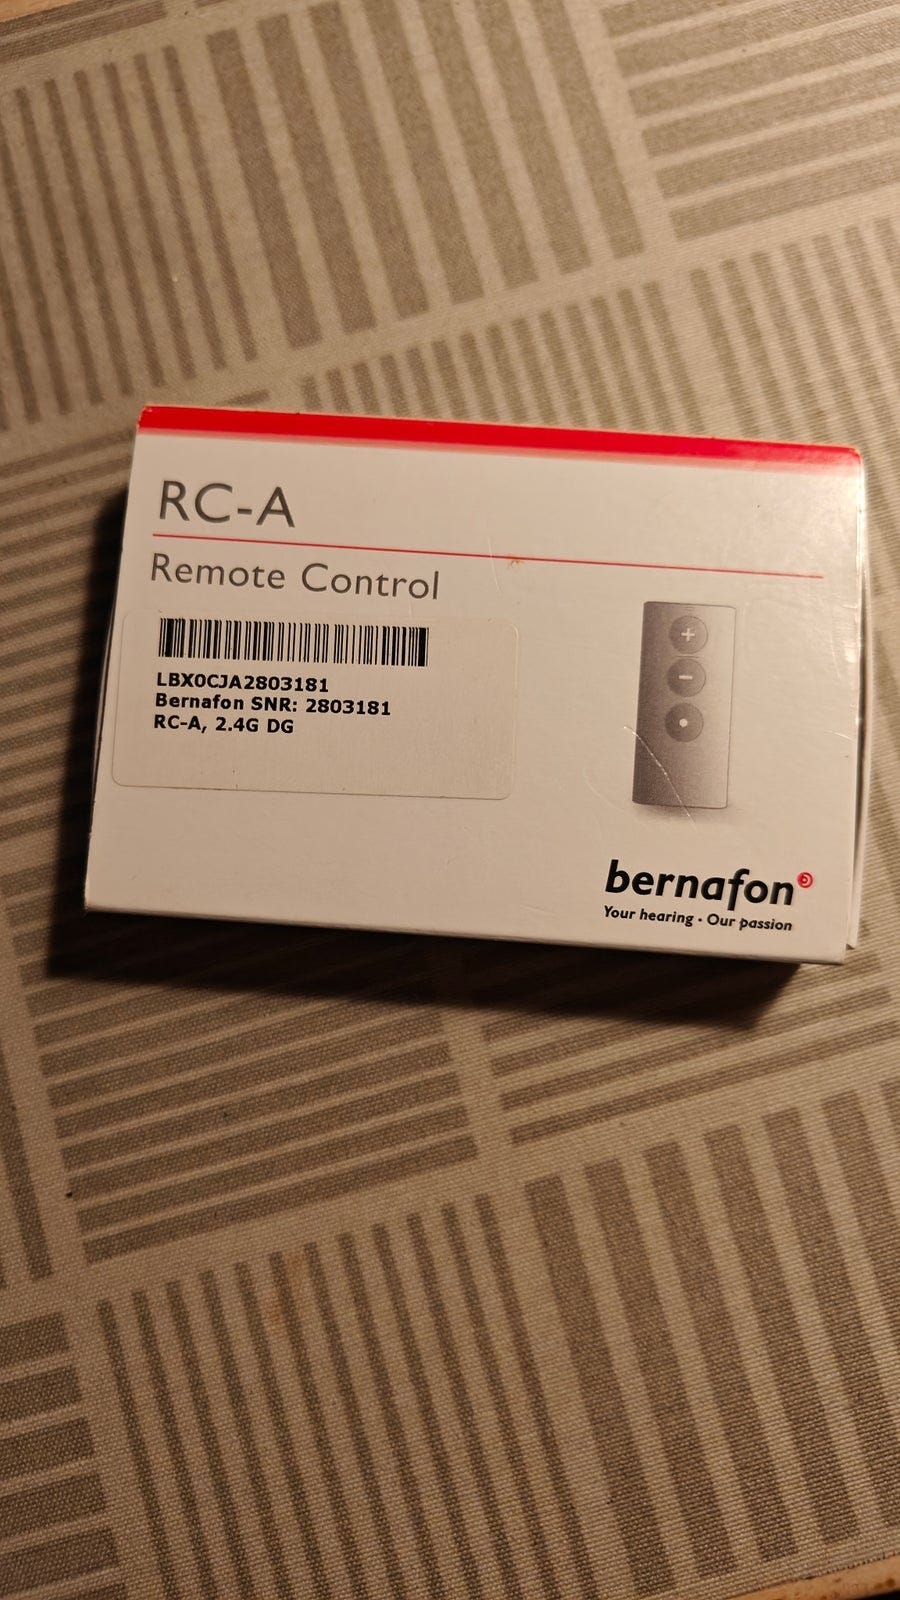 RC-A
Remote Control
LBX0CJA2803181
Bernafon SNR: 2803181
RC-A, 2.4G DG
bernafon
Your hearing • Our passion